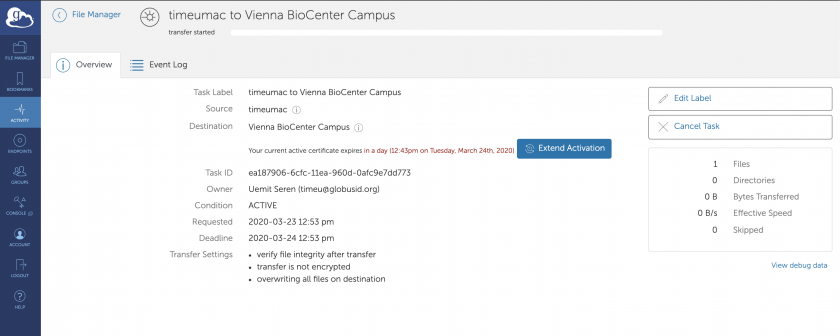 File Manager
timeumac to Vienna BioCenter Campus
transfer started
FILE MANAGER
BOOKMARKS
ACTIVITY
ENDPOINTS
GROUPS
CONSOLE
ACCOUNT
LOGOUT
HELP
Overview
Event Log
Task Label timeumac to Vienna BioCenter Campus
Source timeumac
Destination Vienna BioCenter Campus
Your current active certificate expires in a day (12:43pm on Tuesday, March 24th, 2020) Extend Activation
Task ID ea187906-6cfc-11ea-960d-0afc9e7dd773
Owner Uemit Seren (timeu@globusid.org)
Condition ACTIVE
Requested 2020-03-23 12:53 pm
Deadline 2020-03-24 12:53 pm
Transfer Settings • verify file integrity after transfer
• transfer is not encrypted
• overwriting all files on destination
Edit Label
Cancel Task
1 Files
0 Directories
0 B Bytes Transferred
0 B/s Effective Speed
0 Skipped
View debug data